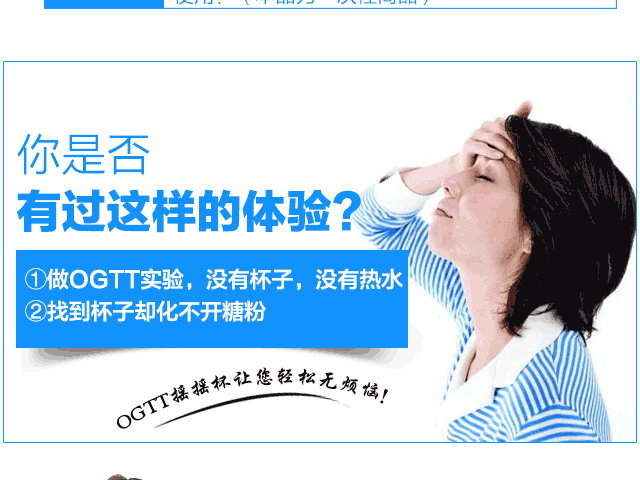 你是否
有过这样的体验?
①做OGTT实验，没有杯子，没有热水
②找到杯子却化不开糖粉
OGTT摇摇杯让您轻松无烦恼!